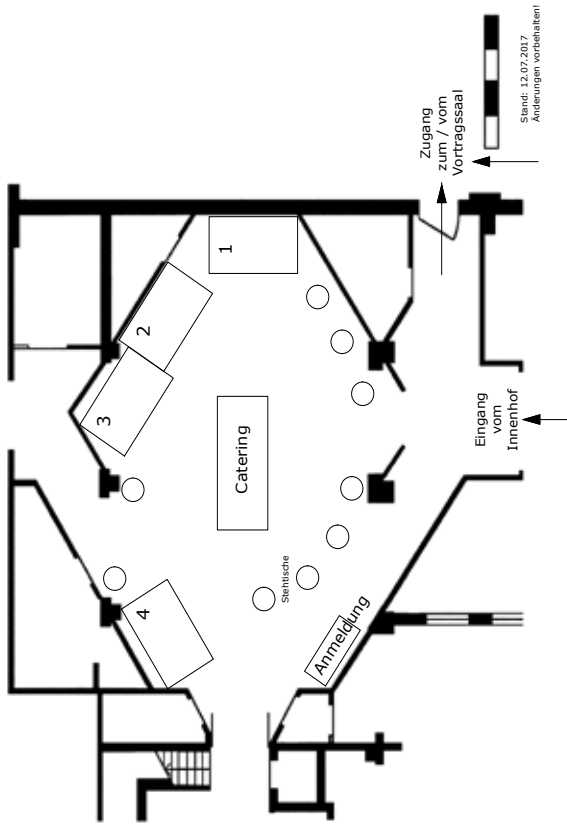 Stand: 12.07.2017
Änderungen vorbehalten!
Zugang
zum / vom
Vortragssaal
1
2
3
Catering
Eingang
vom
Innenhof
Stehtische
4
Anmeldung